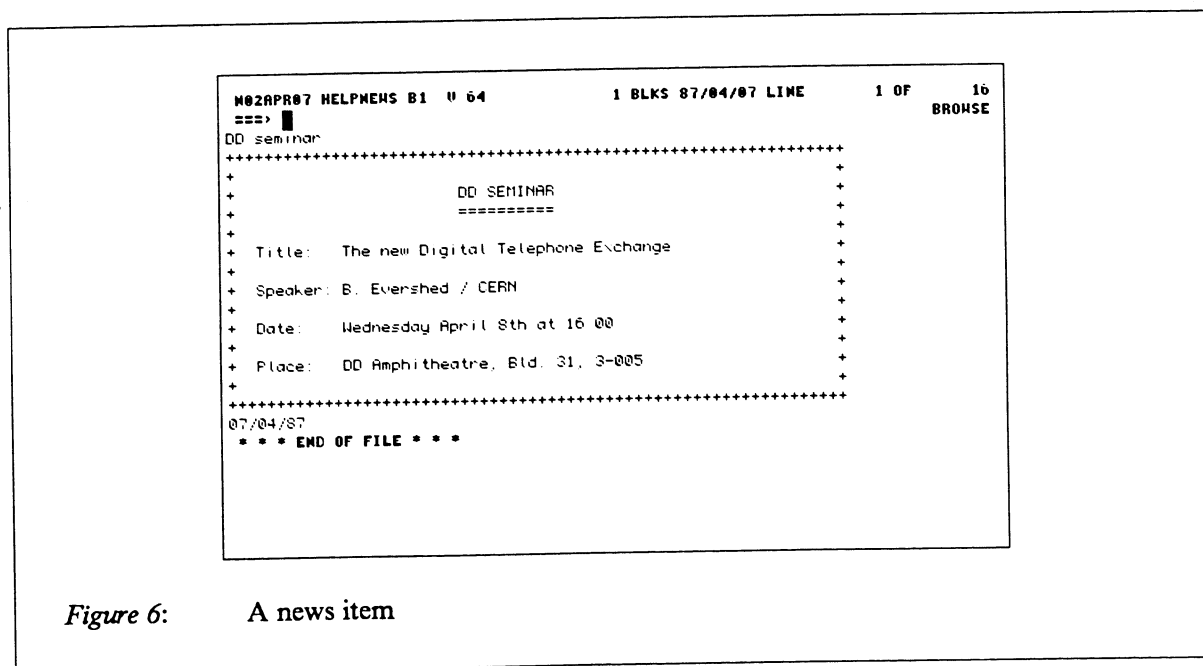 N02APR07 HELPNEWS B1 V 64 1 BLKS 87/04/07 LINE 1 OF 16
===> BROWSE
DD seminar
++++++++++++++++++++++++++++++++++++++++++++++++++++++++++++++++
+ +
+ DD SEMINAR +
+ ========== +
+ +
+ Title: The new Digital Telephone Exchange +
+ +
+ Speaker: B. Evershed / CERN +
+ +
+ Date: Wednesday April 8th at 16 00 +
+ +
+ Place: DD Amphitheatre, Bld. 31, 3-005 +
+ +
++++++++++++++++++++++++++++++++++++++++++++++++++++++++++++++++
07/04/87
* * * END OF FILE * * *
Figure 6: A news item